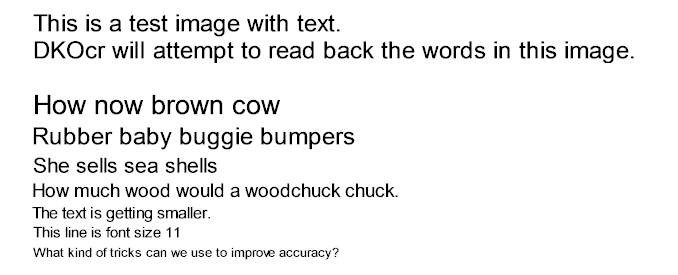 This is a test image with text.
DKOcr will attempt to read back the words in this image.
How now brown cow
Rubber baby buggie bumpers
She sells sea shells
How much wood would a woodchuck chuck.
The text is getting smaller.
This line is font size 11
What kind of tricks can we use to improve accuracy?